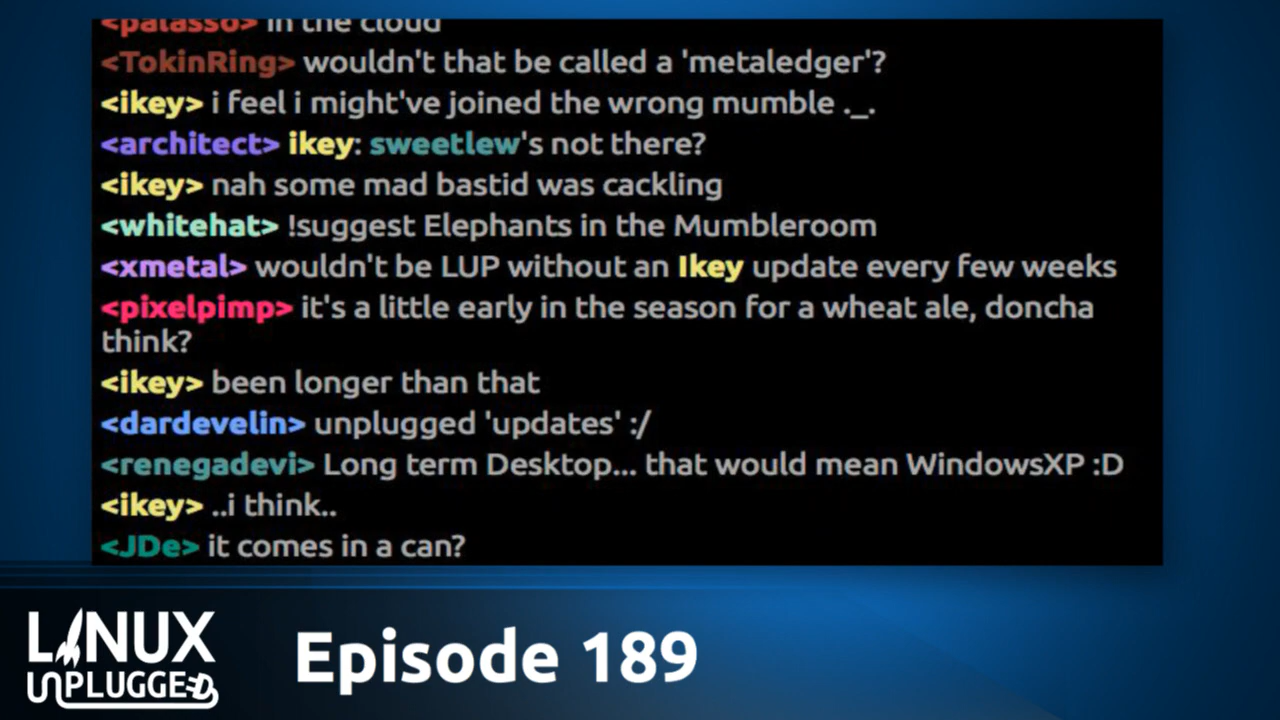 <palasso> in the cloud
<TokinRing> wouldn't that be called a 'metaledger'?
<ikey> i feel i might've joined the wrong mumble ._.
<architect> ikey: sweetlew's not there?
<ikey> nah some mad bastid was cackling
<whitehat> !suggest Elephants in the Mumbleroom
<xmetal> wouldn't be LUP without an Ikey update every few weeks
<pixelpimp> it's a little early in the season for a wheat ale, doncha
think?
<ikey> been longer than that
<dardevelin> unplugged 'updates' :/
<renegadevi> Long term Desktop... that would mean WindowsXP :D
<ikey> ..i think..
<JDe> it comes in a can?
LINUX
UNPLUGGED
Episode 189